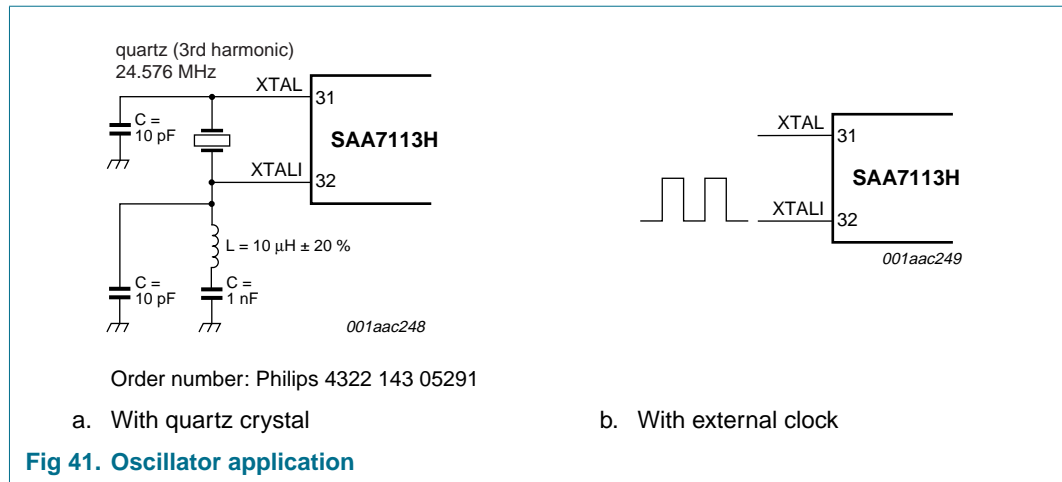 quartz (3rd harmonic)
24.576 MHz
XTAL
31
C =
10 pF
SAA7113H
XTALI
32
L = 10 μH ± 20 %
C =
10 pF
C =
1 nF
001aac248
Order number: Philips 4322 143 05291
a. With quartz crystal
XTAL
31
SAA7113H
XTALI
32
001aac249
b. With external clock
Fig 41. Oscillator application